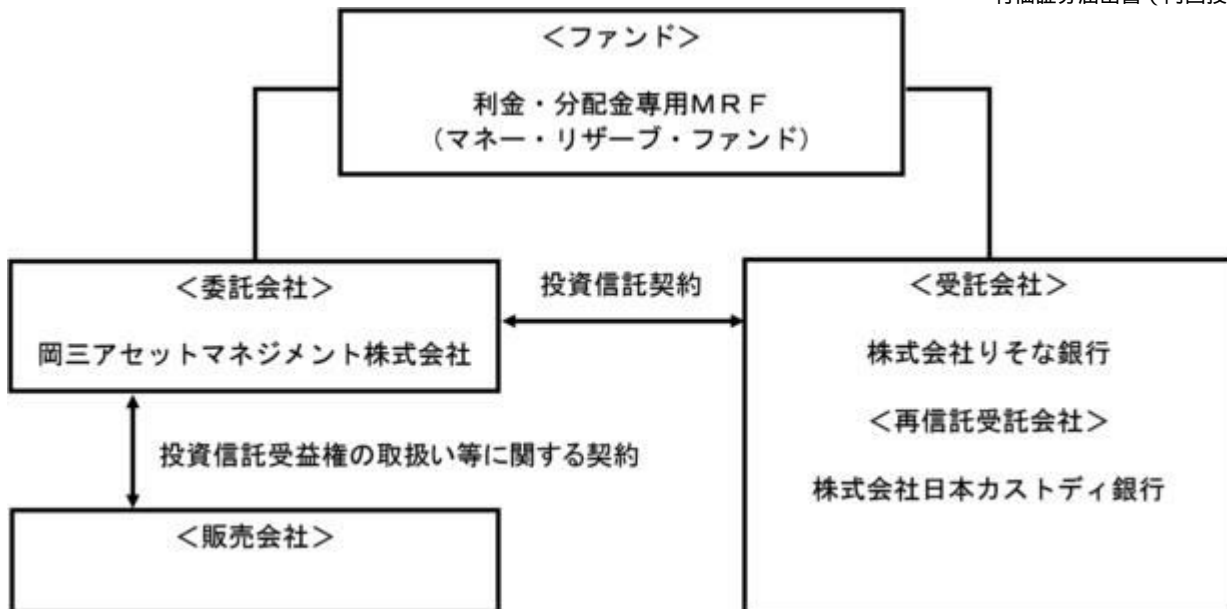 ＜ファンド＞
利金・分配金専用ＭＲＦ
（マネー・リザーブ・ファンド）
＜委託会社＞
岡三アセットマネジメント株式会社
投資信託契約
＜受託会社＞
株式会社りそな銀行
＜再信託受託会社＞
株式会社日本カストディ銀行
投資信託受益権の取扱い等に関する契約
＜販売会社＞